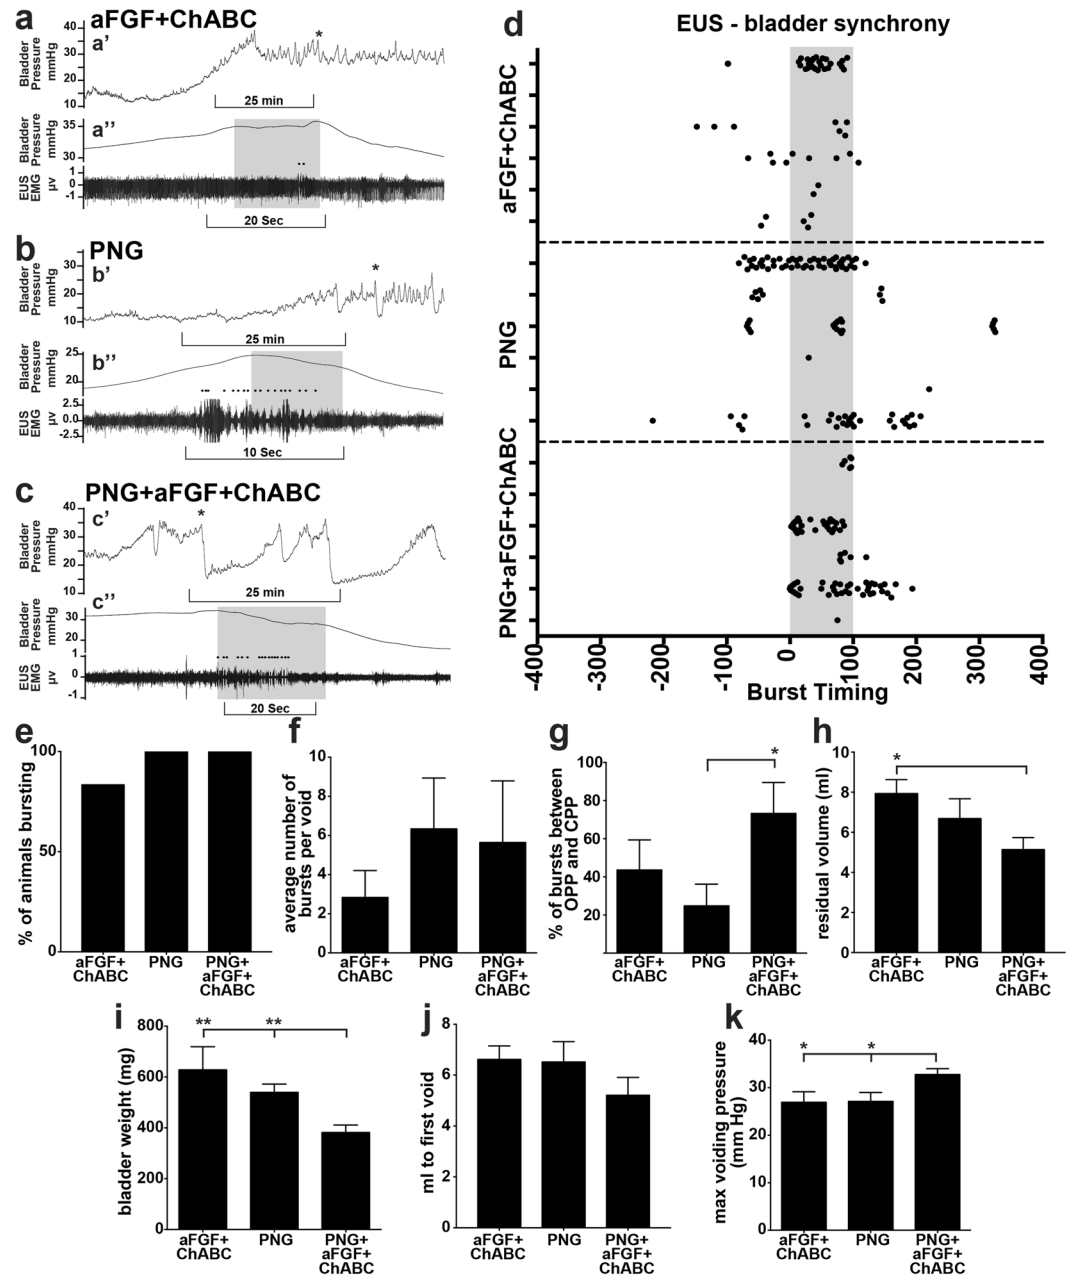 a
aFGF+ChABC
a'
Bladder
Pressure
mmHg
40
30
20
10
*
25 min
a''
Bladder
Pressure
mmHg
35
30
EUS
EMG
µv
1
0
-1
20 Sec
b
PNG
b'
Bladder
Pressure
mmHg
30
20
10
*
25 min
b''
Bladder
Pressure
mmHg
25
20
EUS
EMG
µv
2.5
0.0
-2.5
10 Sec
c
PNG+aFGF+ChABC
c'
Bladder
Pressure
mmHg
40
30
20
10
*
25 min
c''
Bladder
Pressure
mmHg
30
20
EUS
EMG
µv
1
0
-1
20 Sec
d
EUS - bladder synchrony
aFGF+ChABC
PNG
PNG+aFGF+ChABC
-400
-300
-200
-100
0
100
200
300
400
Burst Timing
e
% of animals bursting
100
50
0
aFGF+
ChABC
PNG
PNG+
aFGF+
ChABC
f
average number of
bursts per void
10
8
6
4
2
0
aFGF+
ChABC
PNG
PNG+
aFGF+
ChABC
g
% of bursts between
OPP and CPP
100
80
60
40
20
*
aFGF+
ChABC
PNG
PNG+
aFGF+
ChABC
h
residual volume (ml)
10
8
6
4
2
0
*
aFGF+
ChABC
PNG
PNG+
aFGF+
ChABC
i
bladder weight (mg)
800
600
400
200
0
**
**
aFGF+
ChABC
PNG
PNG+
aFGF+
ChABC
j
ml to first void
8
6
4
2
0
aFGF+
ChABC
PNG
PNG+
aFGF+
ChABC
k
max voiding pressure
(mm Hg)
40
30
20
10
0
*
*
aFGF+
ChABC
PNG
PNG+
aFGF+
ChABC